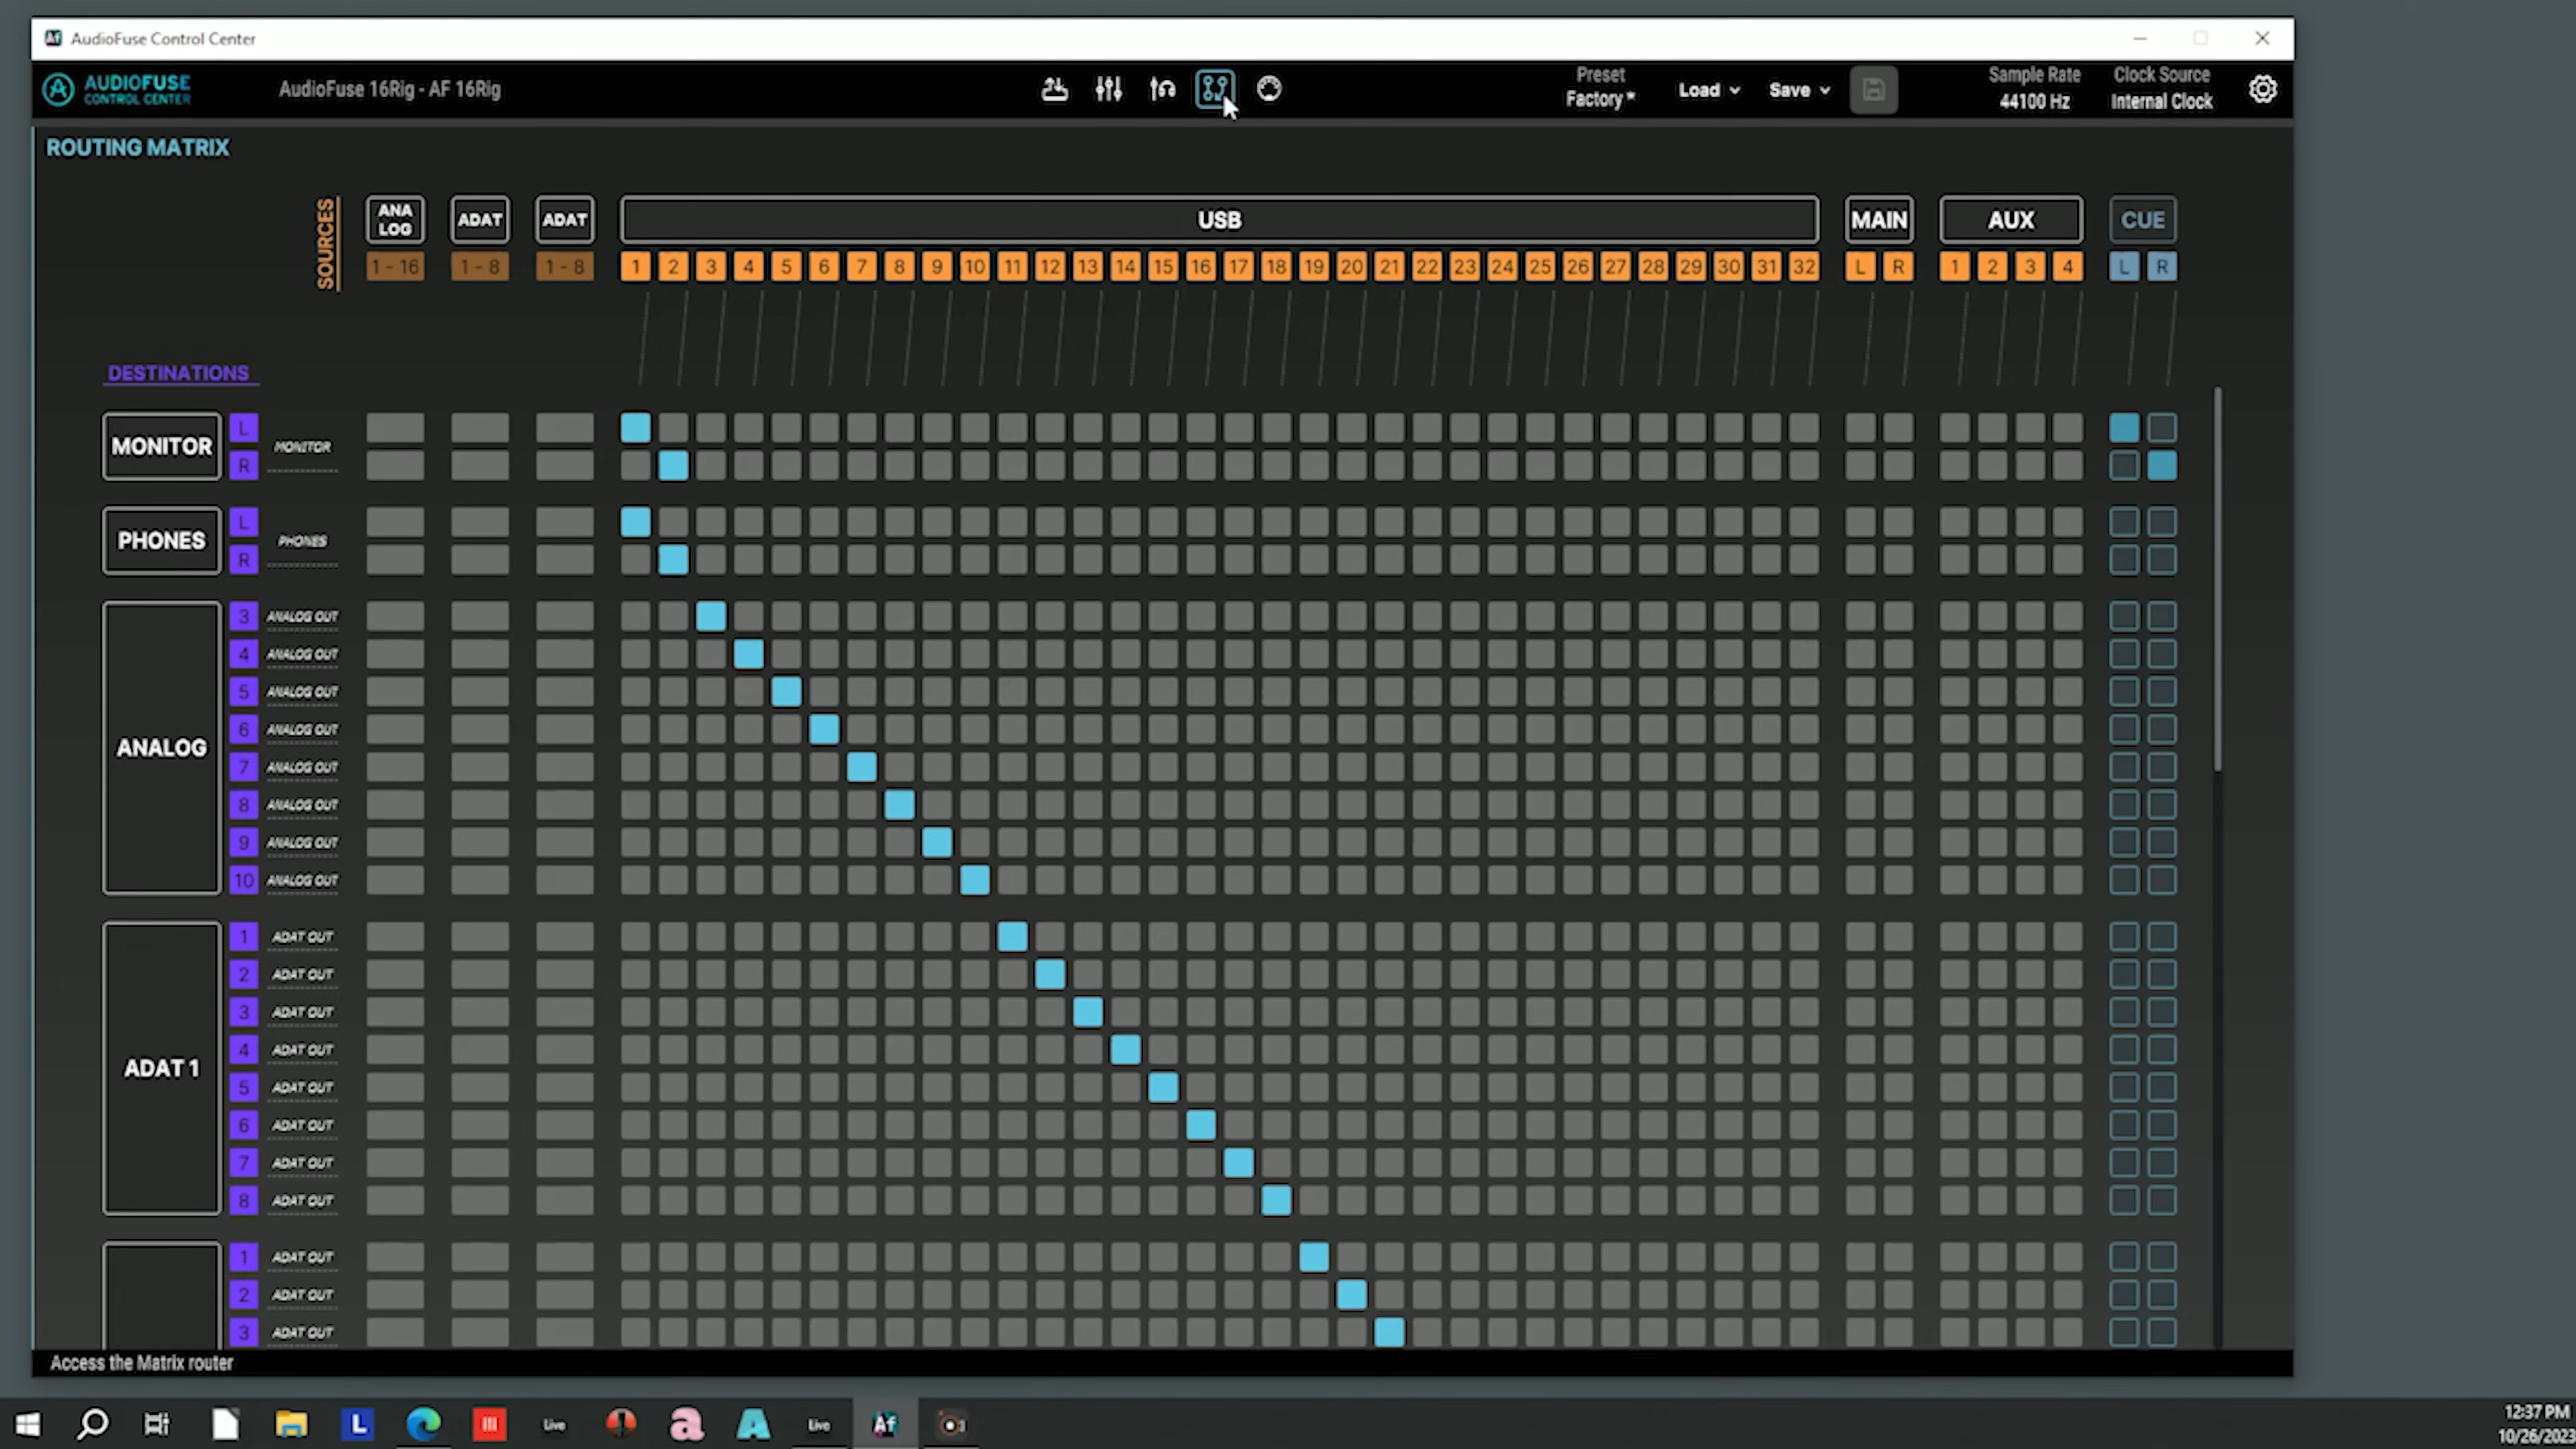 AudioFuse Control Center
AUDIOFUSE
CONTROL CENTER
AudioFuse 16Rig - AF 16Rig
Preset
Factory*
Load
Save
Sample Rate
44100 Hz
Clock Source
Internal Clock
ROUTING MATRIX
SOURCES
ANA
LOG
ADAT
ADAT
USB
MAIN
AUX
CUE
1 - 16
1 - 8
1 - 8
1 2 3 4 5 6 7 8 9 10 11 12 13 14 15 16 17 18 19 20 21 22 23 24 25 26 27 28 29 30 31 32
L R
1 2 3 4
L R
DESTINATIONS
MONITOR
L
R
MONITOR
PHONES
L
R
PHONES
ANALOG
3 ANALOG OUT
4 ANALOG OUT
5 ANALOG OUT
6 ANALOG OUT
7 ANALOG OUT
8 ANALOG OUT
9 ANALOG OUT
10 ANALOG OUT
ADAT 1
1 ADAT OUT
2 ADAT OUT
3 ADAT OUT
4 ADAT OUT
5 ADAT OUT
6 ADAT OUT
7 ADAT OUT
8 ADAT OUT
1 ADAT OUT
2 ADAT OUT
3 ADAT OUT
Access the Matrix router
L
Live
a
A
Live
Af
12:37 PM
10/26/2023